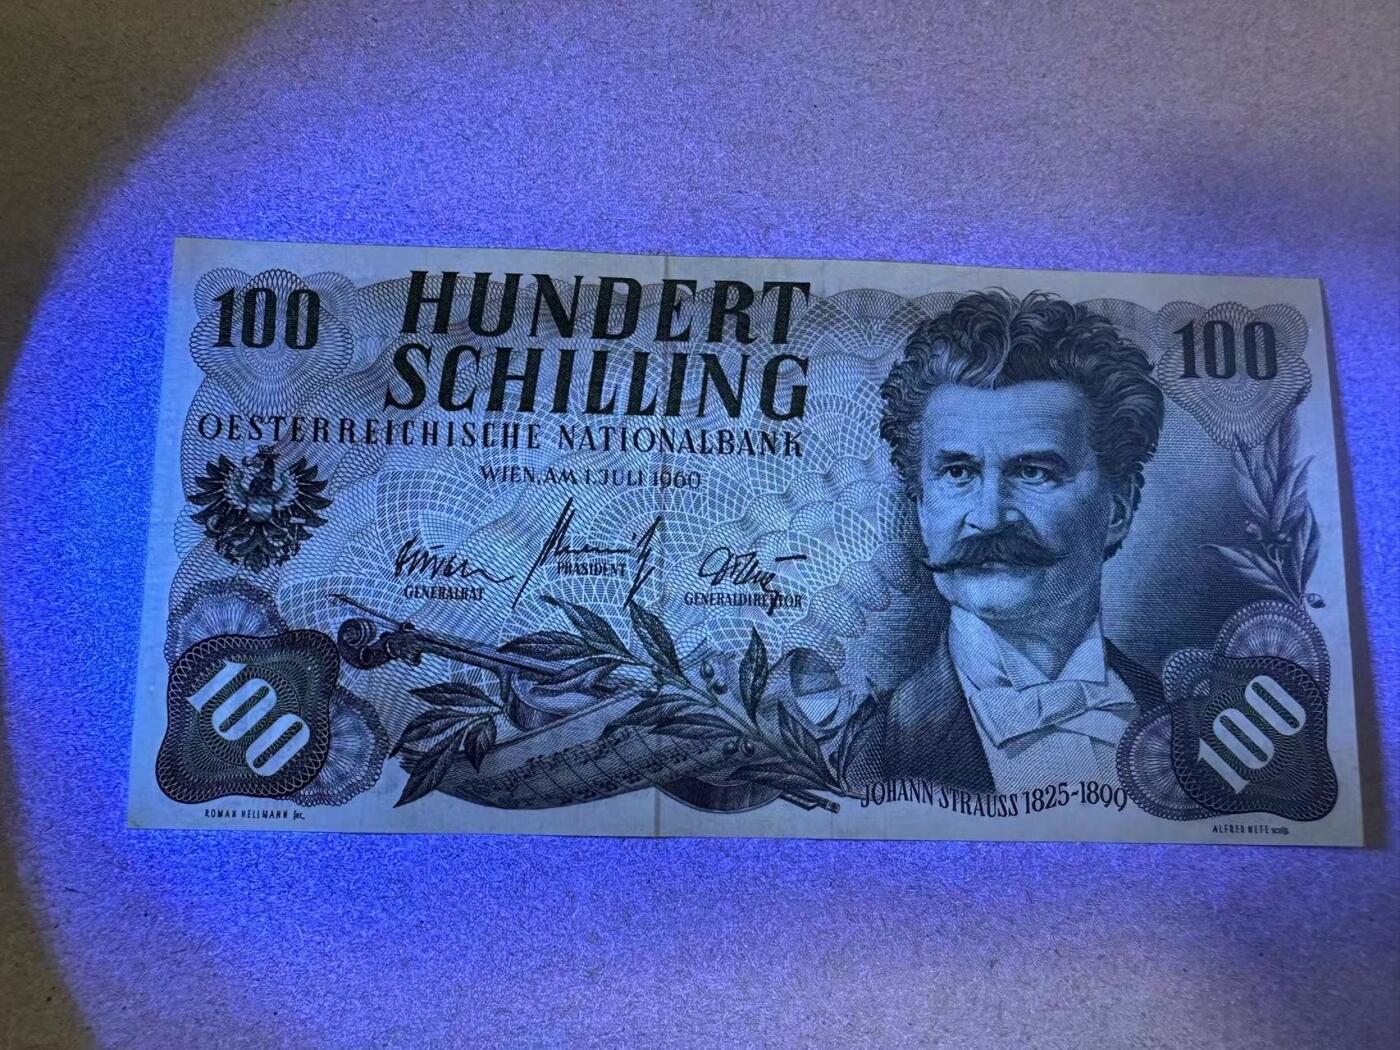 100
HUNDERT
SCHILLING
100
OESTERREICHISCHE NATIONALBANK
WIEN, AM 1. JULI 1960
GENERALRAT
PRÄSIDENT
GENERALDIREKTOR
100
100
JOHANN STRAUSS 1825-1899
ROMAN HELLMANN fec.
ALFRED NEFE sculp.